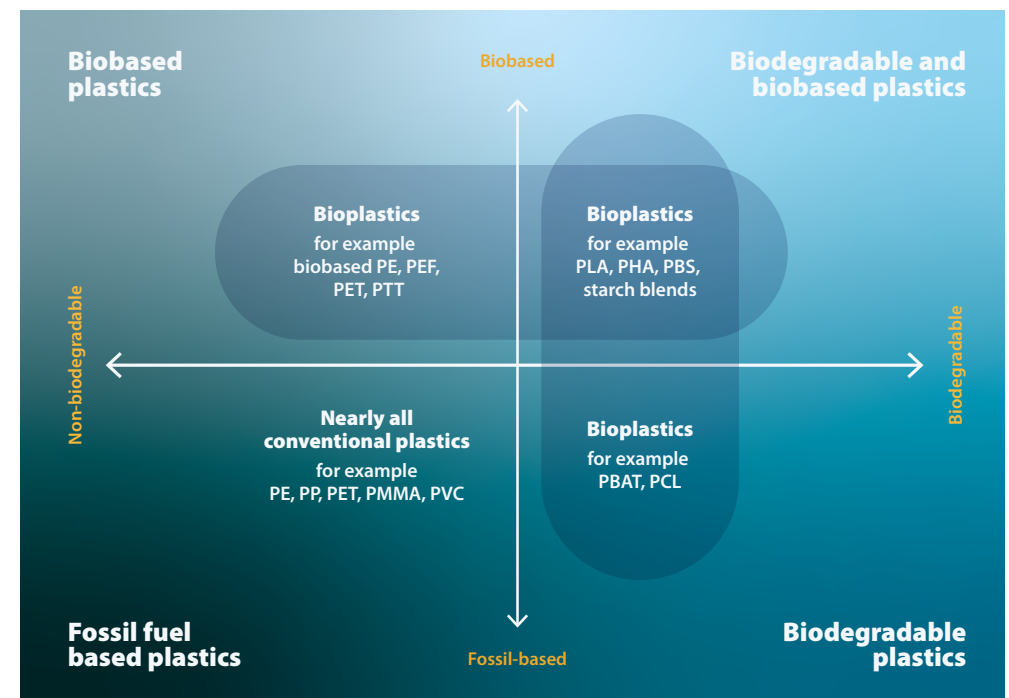 Biobased
plastics
Biobased
Biodegradable and
biobased plastics
Bioplastics
for example
biobased PE, PEF,
PET, PTT
Bioplastics
for example
PLA, PHA, PBS,
starch blends
Non-biodegradable
Biodegradable
Nearly all
conventional plastics
for example
PE, PP, PET, PMMA, PVC
Bioplastics
for example
PBAT, PCL
Fossil fuel
based plastics
Fossil-based
Biodegradable
plastics